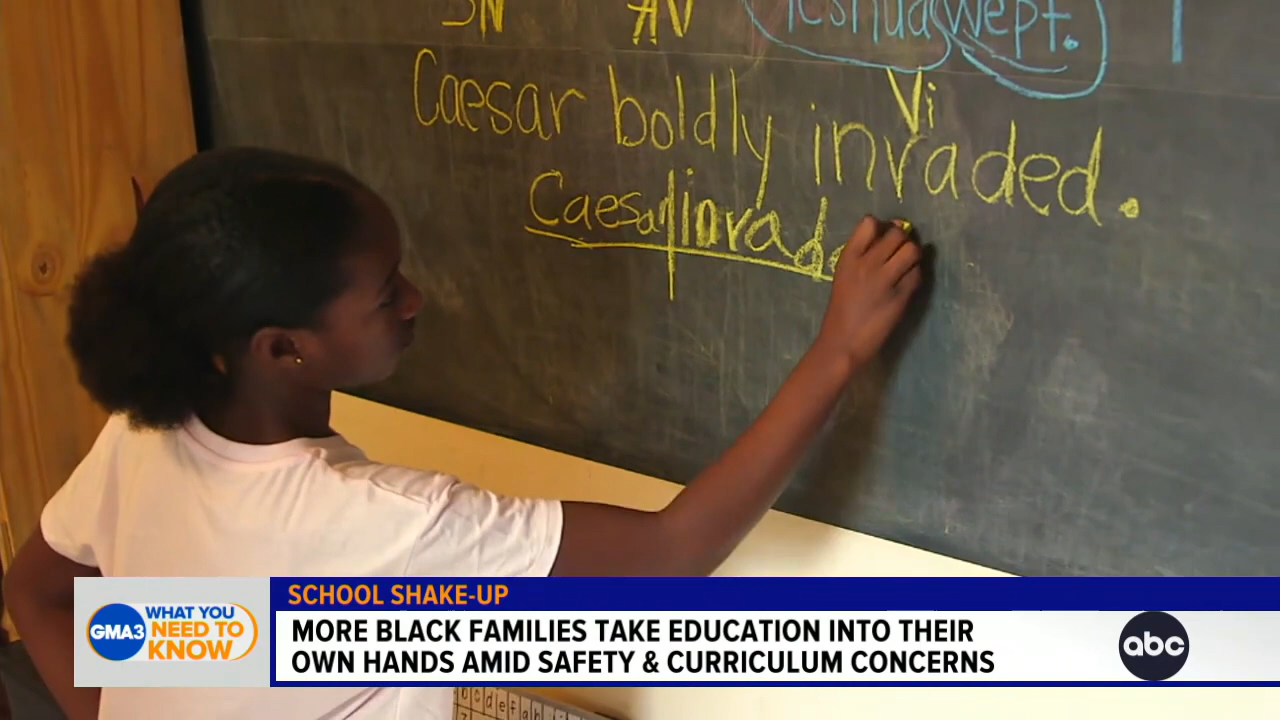 SN AV Yeshua wept.
Vi
Caesar boldly invaded.
Caesar invade
SCHOOL SHAKE-UP
GMA3 WHAT YOU NEED TO KNOW
MORE BLACK FAMILIES TAKE EDUCATION INTO THEIR
OWN HANDS AMID SAFETY & CURRICULUM CONCERNS
abc